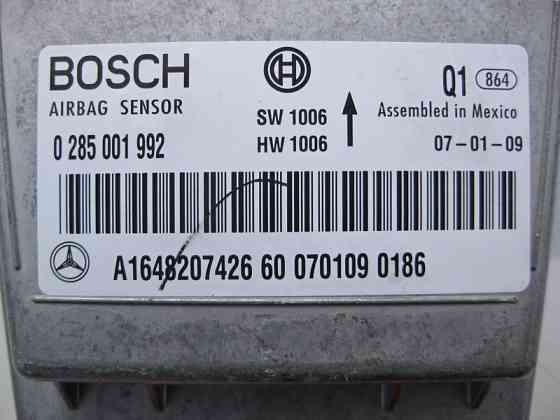 BOSCH
AIRBAG SENSOR
0 285 001 992
SW 1006
HW 1006
Q1 864
Assembled in Mexico
07-01-09
A1648207426 60 070109 0186